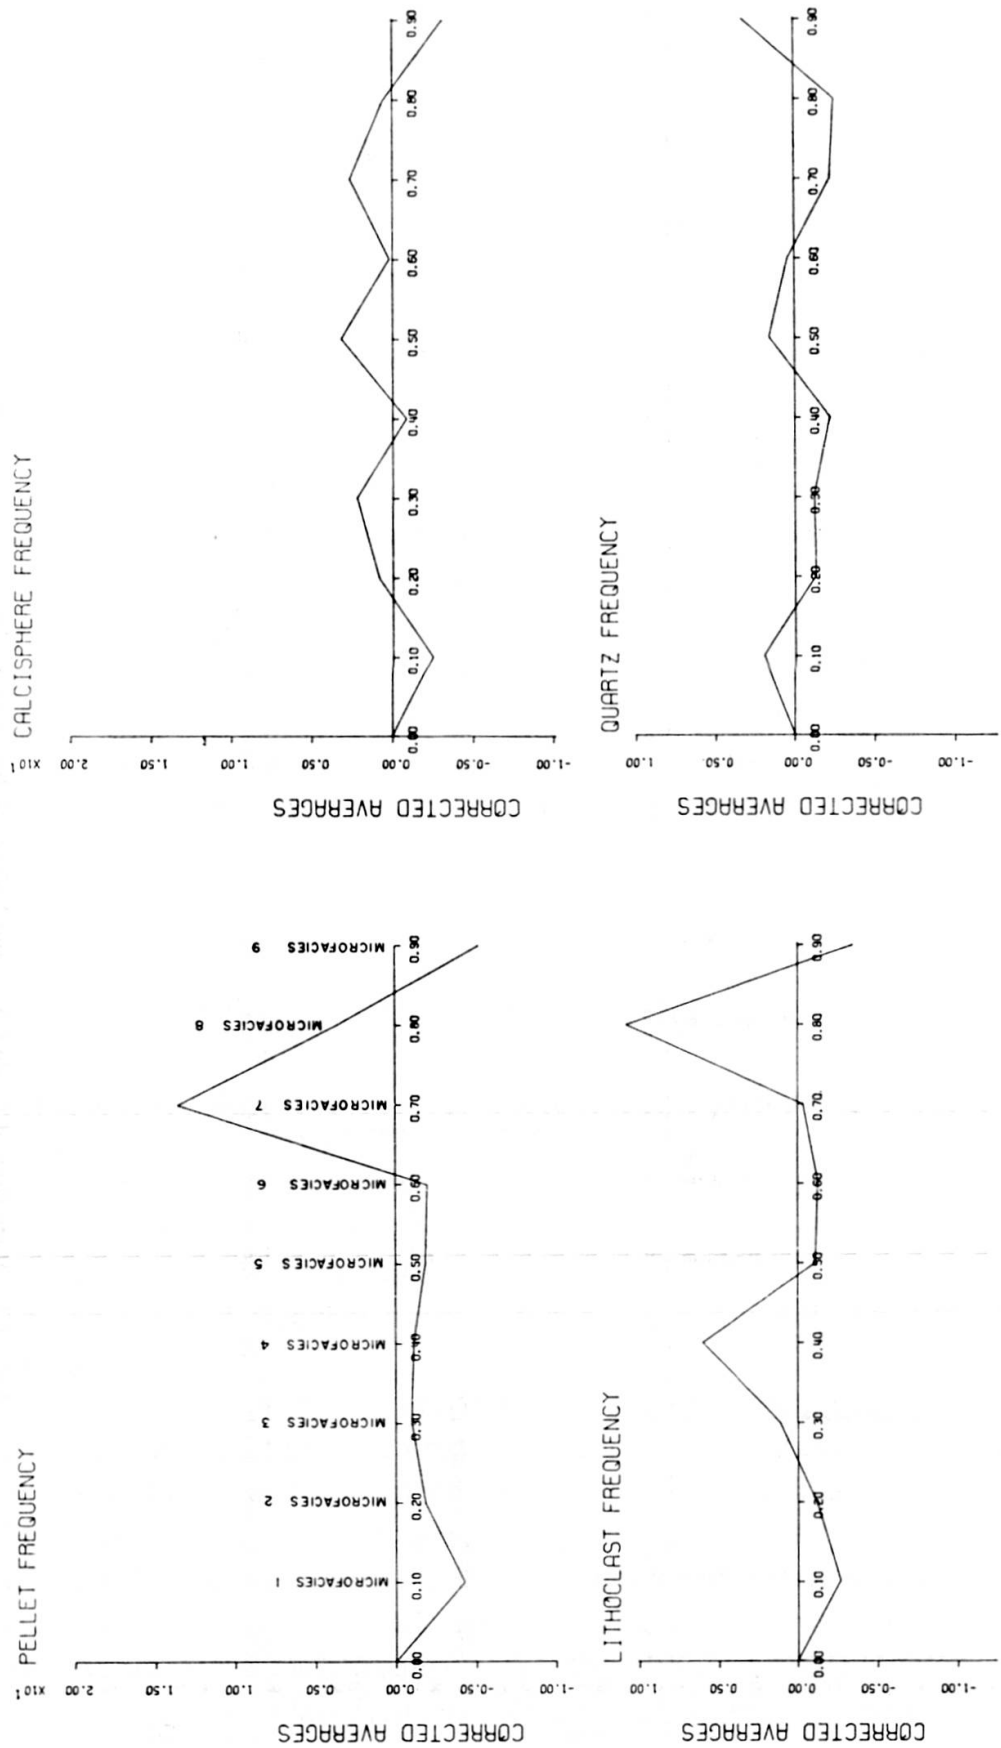 PELLET FREQUENCY
CORRECTED AVERAGES
X10¹
2.00
1.50
1.00
0.50
0.00
-0.50
-1.00
0.00 0.10 0.20 0.30 0.40 0.50 0.60 0.70 0.80 0.90
MICROFACIES 1
MICROFACIES 2
MICROFACIES 3
MICROFACIES 4
MICROFACIES 5
MICROFACIES 6
MICROFACIES 7
MICROFACIES 8
MICROFACIES 9
CALCISPHERE FREQUENCY
CORRECTED AVERAGES
X10¹
2.00
1.50
1.00
0.50
0.00
-0.50
-1.00
0.00 0.10 0.20 0.30 0.40 0.50 0.60 0.70 0.80 0.90
LITHOCLAST FREQUENCY
CORRECTED AVERAGES
1.00
0.50
0.00
-0.50
-1.00
0.00 0.10 0.20 0.30 0.40 0.50 0.60 0.70 0.80 0.90
QUARTZ FREQUENCY
CORRECTED AVERAGES
1.00
0.50
0.00
-0.50
-1.00
0.00 0.10 0.20 0.30 0.40 0.50 0.60 0.70 0.80 0.90